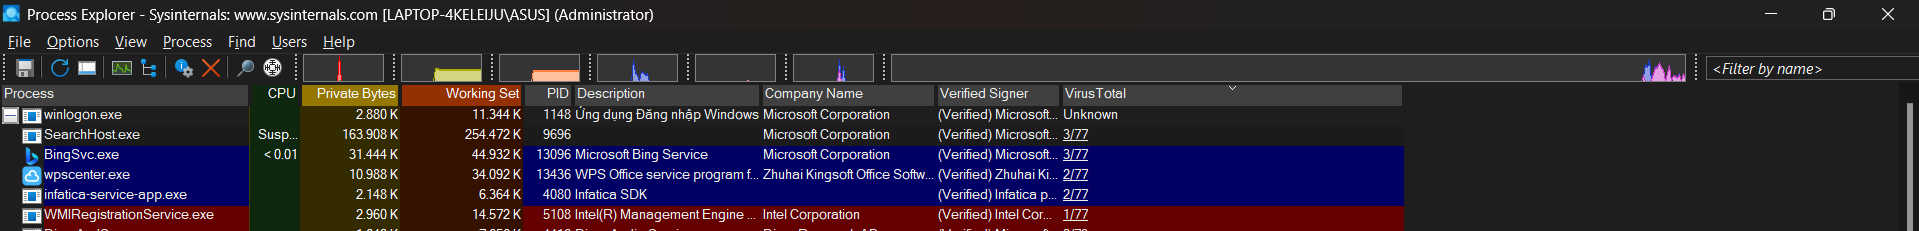 Process Explorer - Sysinternals: www.sysinternals.com [LAPTOP-4KELEIJU\ASUS] (Administrator)
File Options View Process Find Users Help
<Filter by name>
Process CPU Private Bytes Working Set PID Description Company Name Verified Signer VirusTotal
winlogon.exe 2.880 K 11.344 K 1148 Ứng dụng Đăng nhập Windows Microsoft Corporation (Verified) Microsoft... Unknown
SearchHost.exe Susp... 163.908 K 254.472 K 9696 Microsoft Corporation (Verified) Microsoft... 3/77
BingSvc.exe < 0.01 31.444 K 44.932 K 13096 Microsoft Bing Service Microsoft Corporation (Verified) Microsoft... 3/77
wpscenter.exe 10.988 K 34.092 K 13436 WPS Office service program f... Zhuhai Kingsoft Office Softw... (Verified) Zhuhai Ki... 2/77
infatica-service-app.exe 2.148 K 6.364 K 4080 Infatica SDK (Verified) Infatica p... 2/77
WMIRegistrationService.exe 2.960 K 14.572 K 5108 Intel(R) Management Engine ... Intel Corporation (Verified) Intel Cor... 1/77